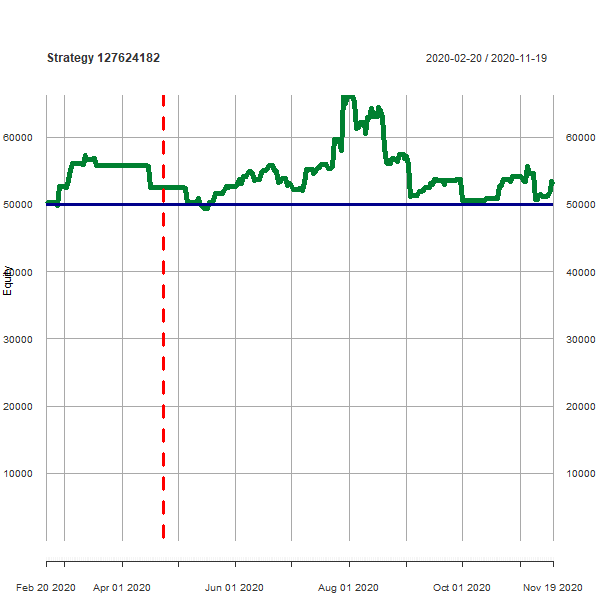 Strategy 127624182 2020-02-20 / 2020-11-19
60000 60000
50000 50000
Equity
40000 40000
30000 30000
20000 20000
10000 10000
Feb 20 2020 Apr 01 2020 Jun 01 2020 Aug 01 2020 Oct 01 2020 Nov 19 2020